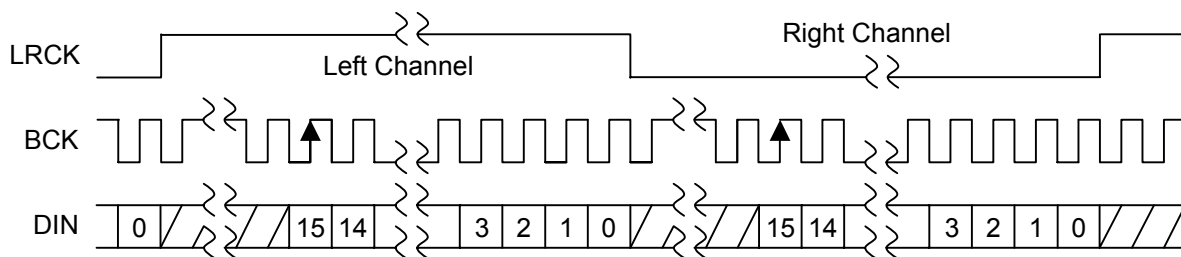 LRCK
Left Channel
Right Channel
BCK
DIN
0 15 14 3 2 1 0 15 14 3 2 1 0